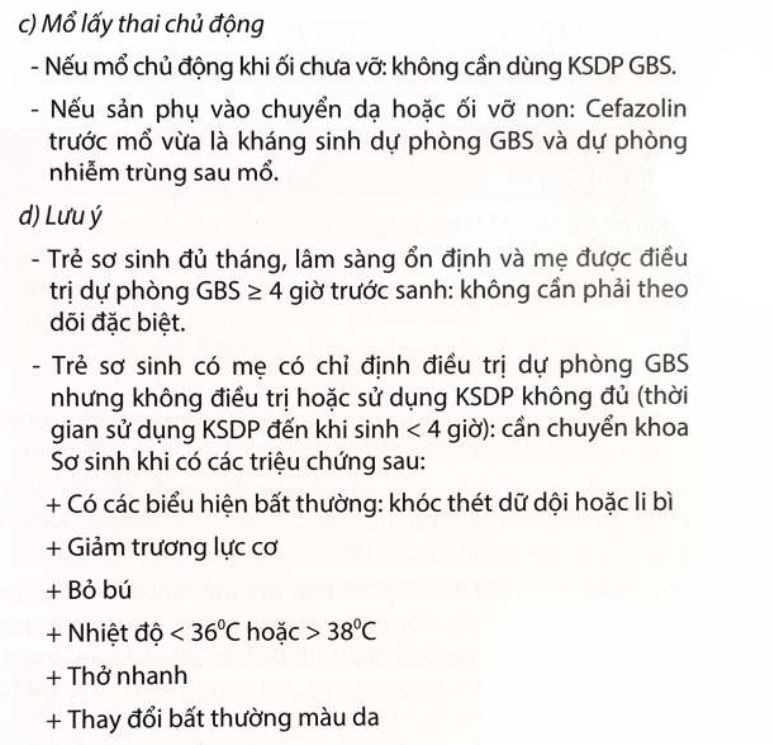 c) Mổ lấy thai chủ động
- Nếu mổ chủ động khi ối chưa vỡ: không cần dùng KSDP GBS.
- Nếu sản phụ vào chuyển dạ hoặc ối vỡ non: Cefazolin
trước mổ vừa là kháng sinh dự phòng GBS và dự phòng
nhiễm trùng sau mổ.
d) Lưu ý
- Trẻ sơ sinh đủ tháng, lâm sàng ổn định và mẹ được điều
trị dự phòng GBS ≥ 4 giờ trước sanh: không cần phải theo
dõi đặc biệt.
- Trẻ sơ sinh có mẹ có chỉ định điều trị dự phòng GBS
nhưng không điều trị hoặc sử dụng KSDP không đủ (thời
gian sử dụng KSDP đến khi sinh < 4 giờ): cần chuyển khoa
Sơ sinh khi có các triệu chứng sau:
+ Có các biểu hiện bất thường: khóc thét dữ dội hoặc li bì
+ Giảm trương lực cơ
+ Bỏ bú
+ Nhiệt độ < 36⁰C hoặc > 38⁰C
+ Thở nhanh
+ Thay đổi bất thường màu da